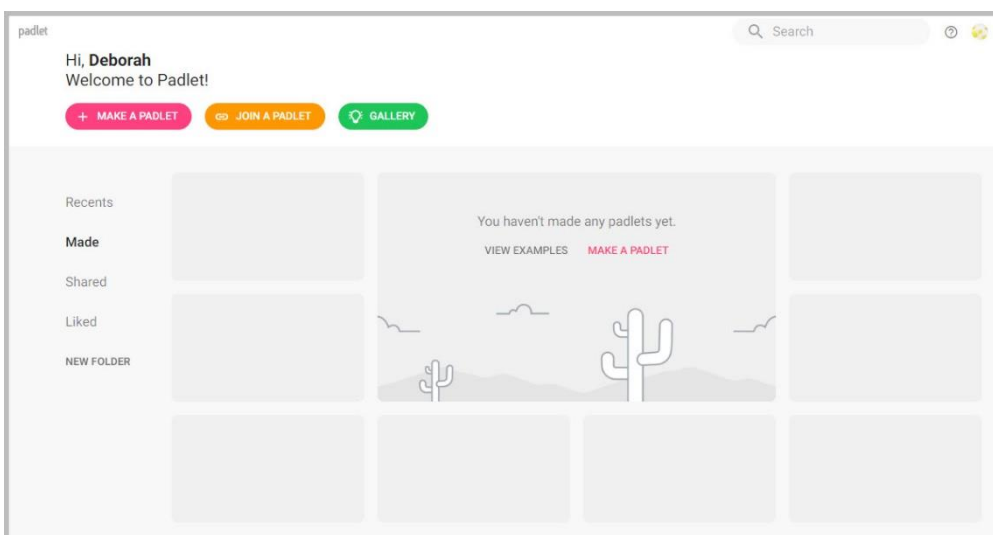 padlet
Search
Hi, Deborah
Welcome to Padlet!
+ MAKE A PADLET
JOIN A PADLET
GALLERY
Recents
Made
Shared
Liked
NEW FOLDER
You haven't made any padlets yet.
VIEW EXAMPLES MAKE A PADLET